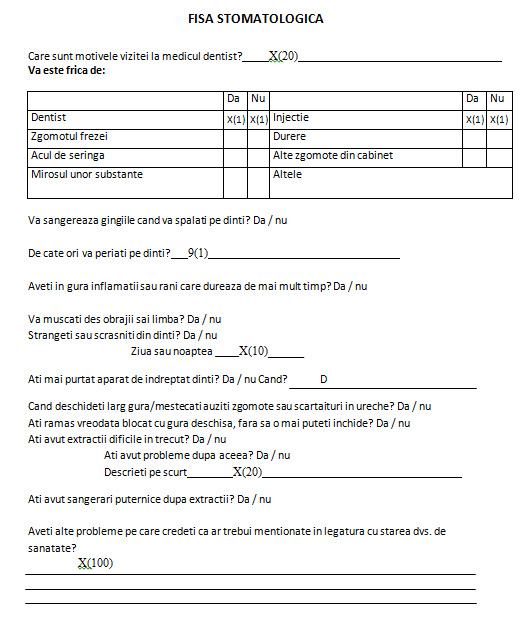 FISA STOMATOLOGICA
Care sunt motivele vizitei la medicul dentist?_____X(20)______________________________
Va este frica de:
Da Nu Da Nu
Dentist X(1) X(1) Injectie X(1) X(1)
Zgomotul frezei Durere
Acul de seringa Alte zgomote din cabinet
Mirosul unor substante Altele
Va sangereaza gingiile cand va spalati pe dinti? Da / nu
De cate ori va periati pe dinti?___9(1)______________________________
Aveti in gura inflamatii sau rani care dureaza de mai mult timp? Da / nu
Va muscati des obrajii sai limba? Da / nu
Strangeti sau scrasniti din dinti? Da / nu
Ziua sau noaptea ____X(10)______
Ati mai purtat aparat de indreptat dinti? Da / nu Cand? D
Cand deschideti larg gura/mestecati auziti zgomote sau scartaituri in ureche? Da / nu
Ati ramas vreodata blocat cu gura deschisa, fara sa o mai puteti inchide? Da / nu
Ati avut extractii dificile in trecut? Da / nu
Ati avut probleme dupa aceea? Da / nu
Descrieti pe scurt________X(20)______________________________
Ati avut sangerari puternice dupa extractii? Da / nu
Aveti alte probleme pe care credeti ca ar trebui mentionate in legatura cu starea dvs. de
sanatate?
X(100)